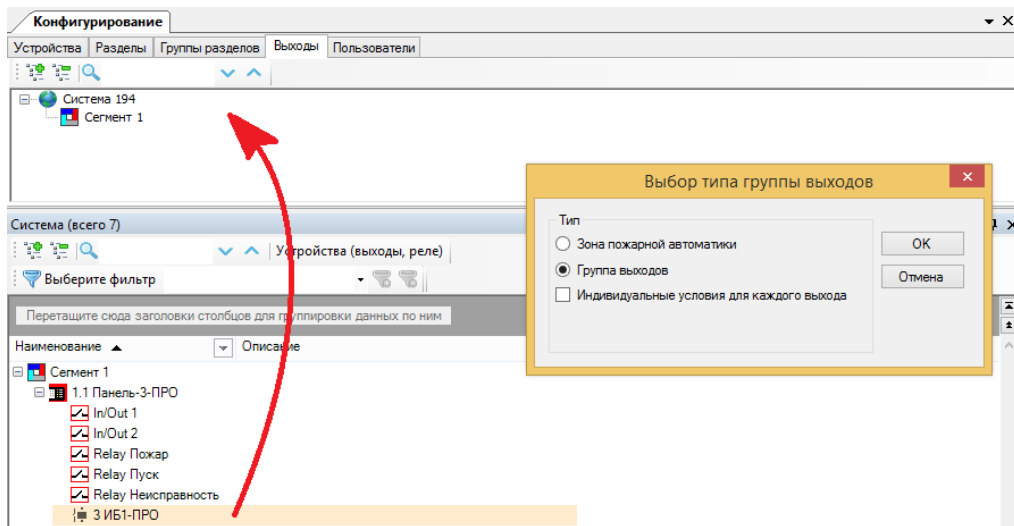 Конфигурирование
Устройства Разделы Группы разделов Выходы Пользователи
Система 194
Сегмент 1
Выбор типа группы выходов
Тип
Зона пожарной автоматики
Группа выходов
Индивидуальные условия для каждого выхода
OK
Отмена
Система (всего 7)
Устройства (выходы, реле)
Выберите фильтр
Перетащите сюда заголовки столбцов для группировки данных по ним
Наименование Описание
Сегмент 1
1.1 Панель-3-ПРО
In/Out 1
In/Out 2
Relay Пожар
Relay Пуск
Relay Неисправность
3 ИБ1-ПРО